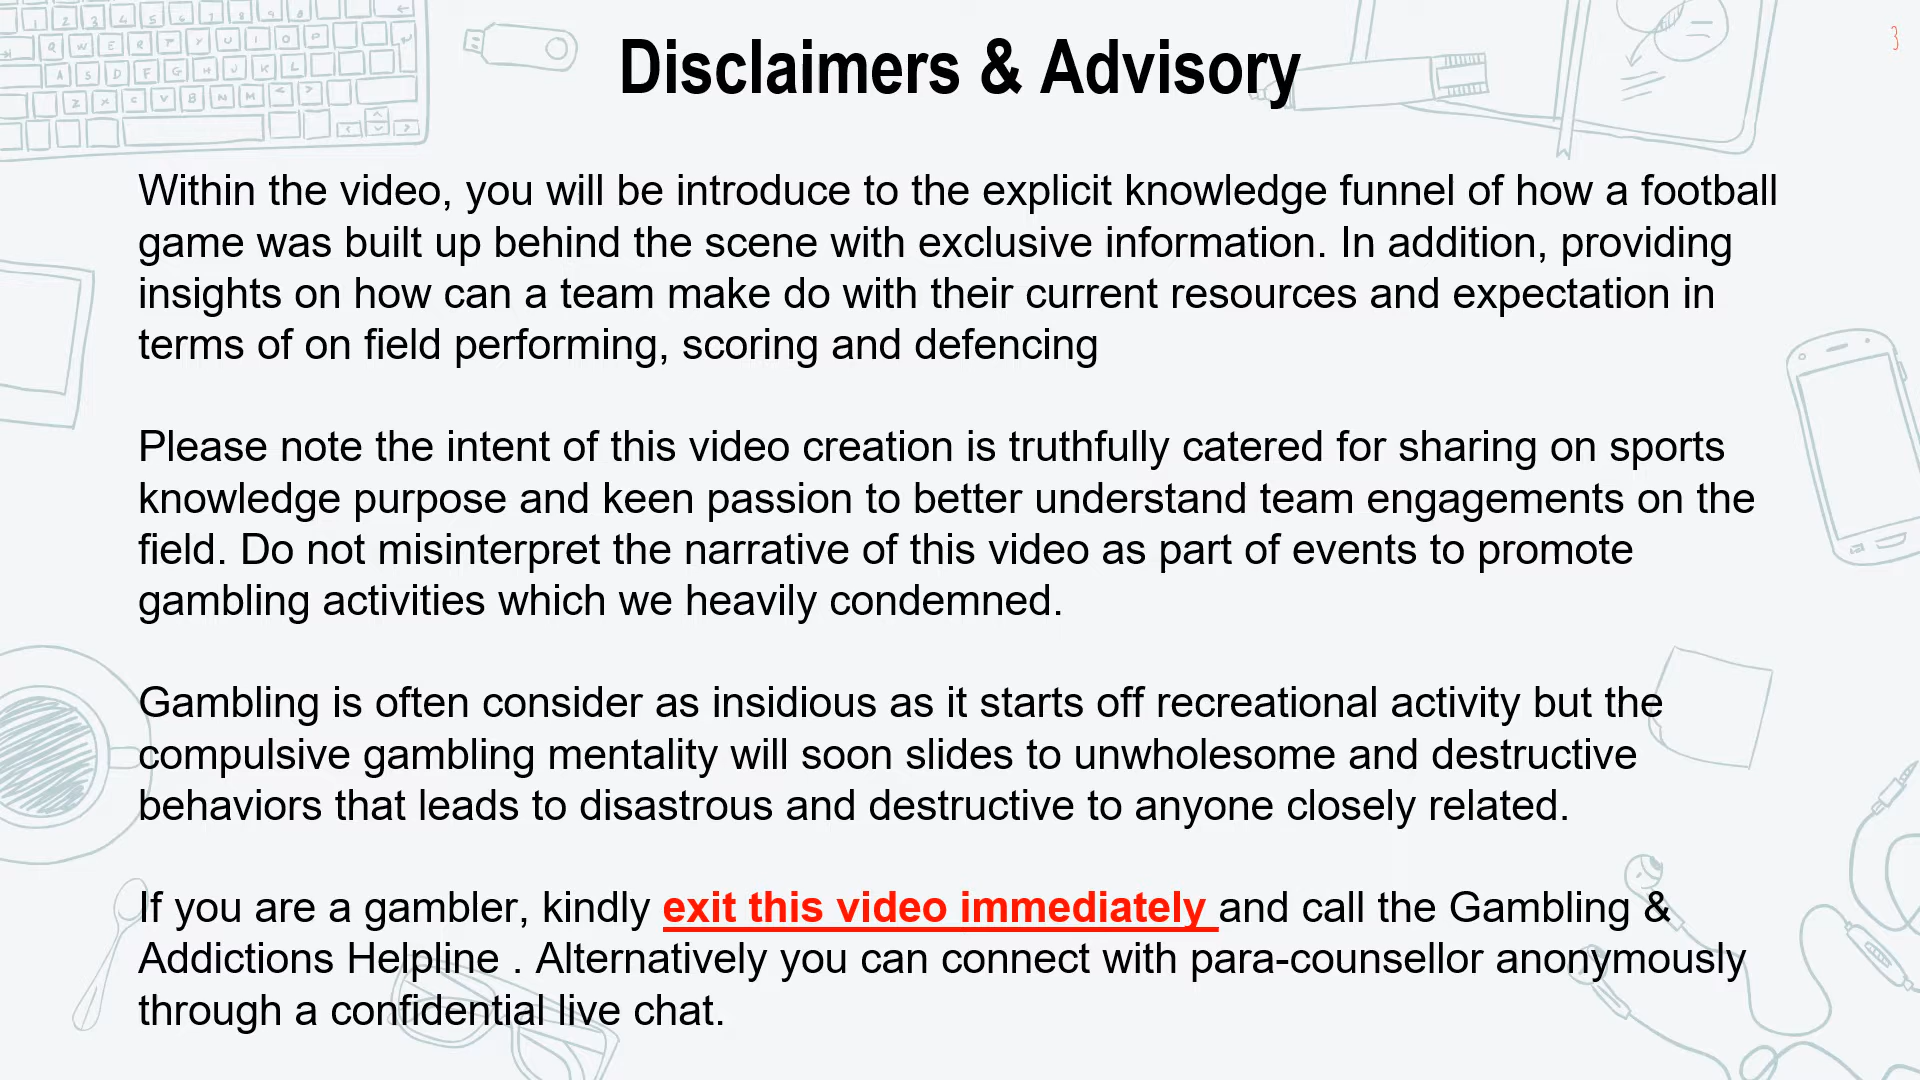 Disclaimers & Advisory
3
Within the video, you will be introduce to the explicit knowledge funnel of how a football
game was built up behind the scene with exclusive information. In addition, providing
insights on how can a team make do with their current resources and expectation in
terms of on field performing, scoring and defencing
Please note the intent of this video creation is truthfully catered for sharing on sports
knowledge purpose and keen passion to better understand team engagements on the
field. Do not misinterpret the narrative of this video as part of events to promote
gambling activities which we heavily condemned.
Gambling is often consider as insidious as it starts off recreational activity but the
compulsive gambling mentality will soon slides to unwholesome and destructive
behaviors that leads to disastrous and destructive to anyone closely related.
If you are a gambler, kindly exit this video immediately and call the Gambling &
Addictions Helpline . Alternatively you can connect with para-counsellor anonymously
through a confidential live chat.